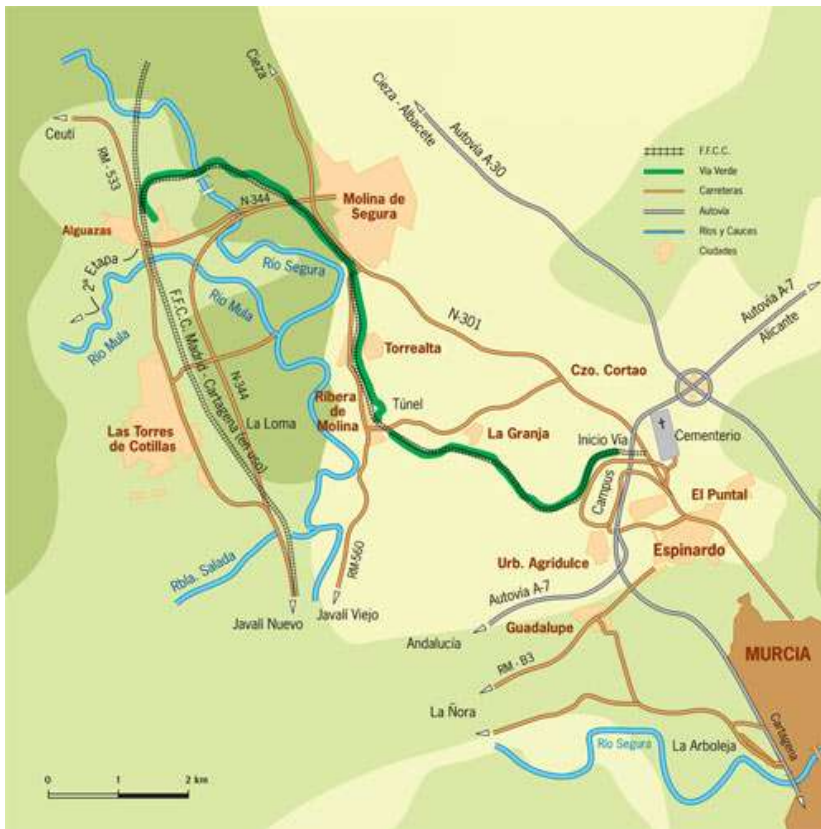 Cieza
Cieza - Albacete
Autovía A-30
Ceutí
RM - 533
F.F.C.C.
Vía Verde
Carreteras
Autovía
Ríos y Cauces
Ciudades
N-344
Molina de
Segura
Alguazas
2ª Etapa
Río Segura
Río Mula
Río Mula
F.F.C.C. Madrid - Cartagena (en uso)
N-301
Autovía A-7
Alicante
Torrealta
Czo. Cortao
N-344
Ribera
de
Molina
Túnel
La Loma
Las Torres
de Cotillas
La Granja
Inicio Vía
Cementerio
Campus
El Puntal
Espinardo
Urb. Agridulce
Rbla. Salada
RM-560
Javalí Nuevo
Javalí Viejo
Autovía A-7
Andalucía
Guadalupe
RM - B3
MURCIA
La Ñora
Río Segura
La Arboleja
Cartagena
0 1 2 km